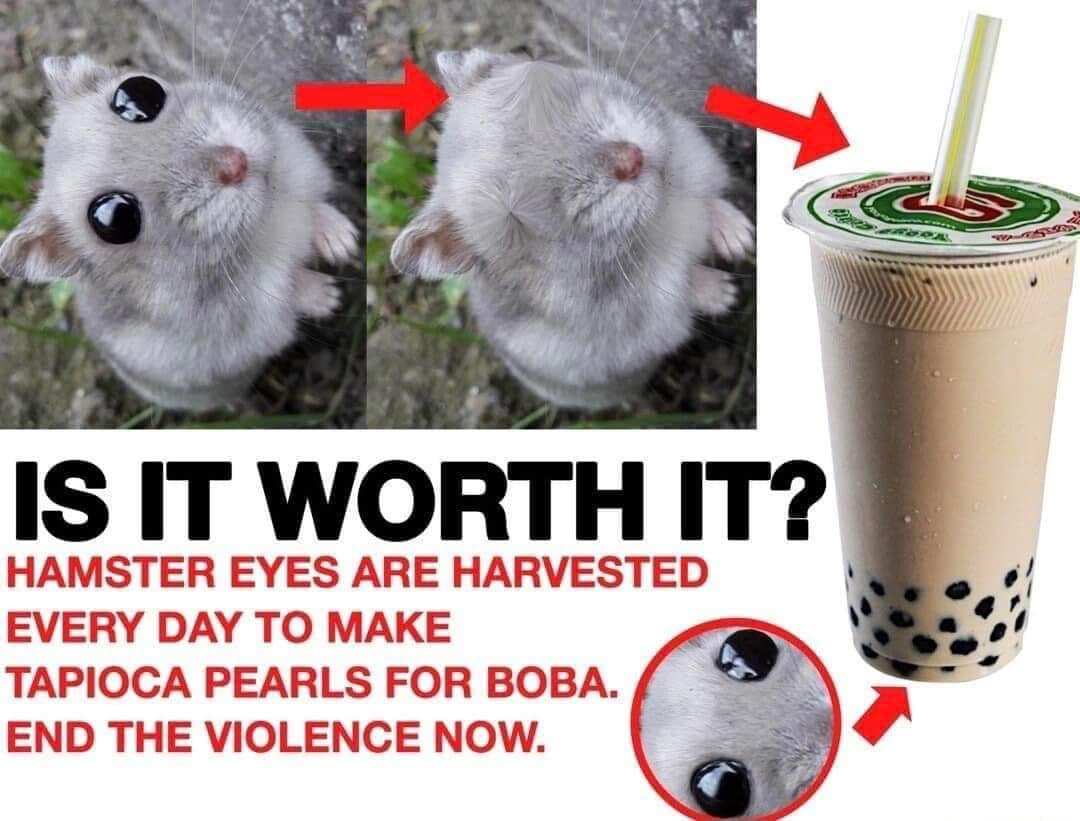 IS IT WORTH IT?
HAMSTER EYES ARE HARVESTED
EVERY DAY TO MAKE
TAPIOCA PEARLS FOR BOBA.
END THE VIOLENCE NOW.